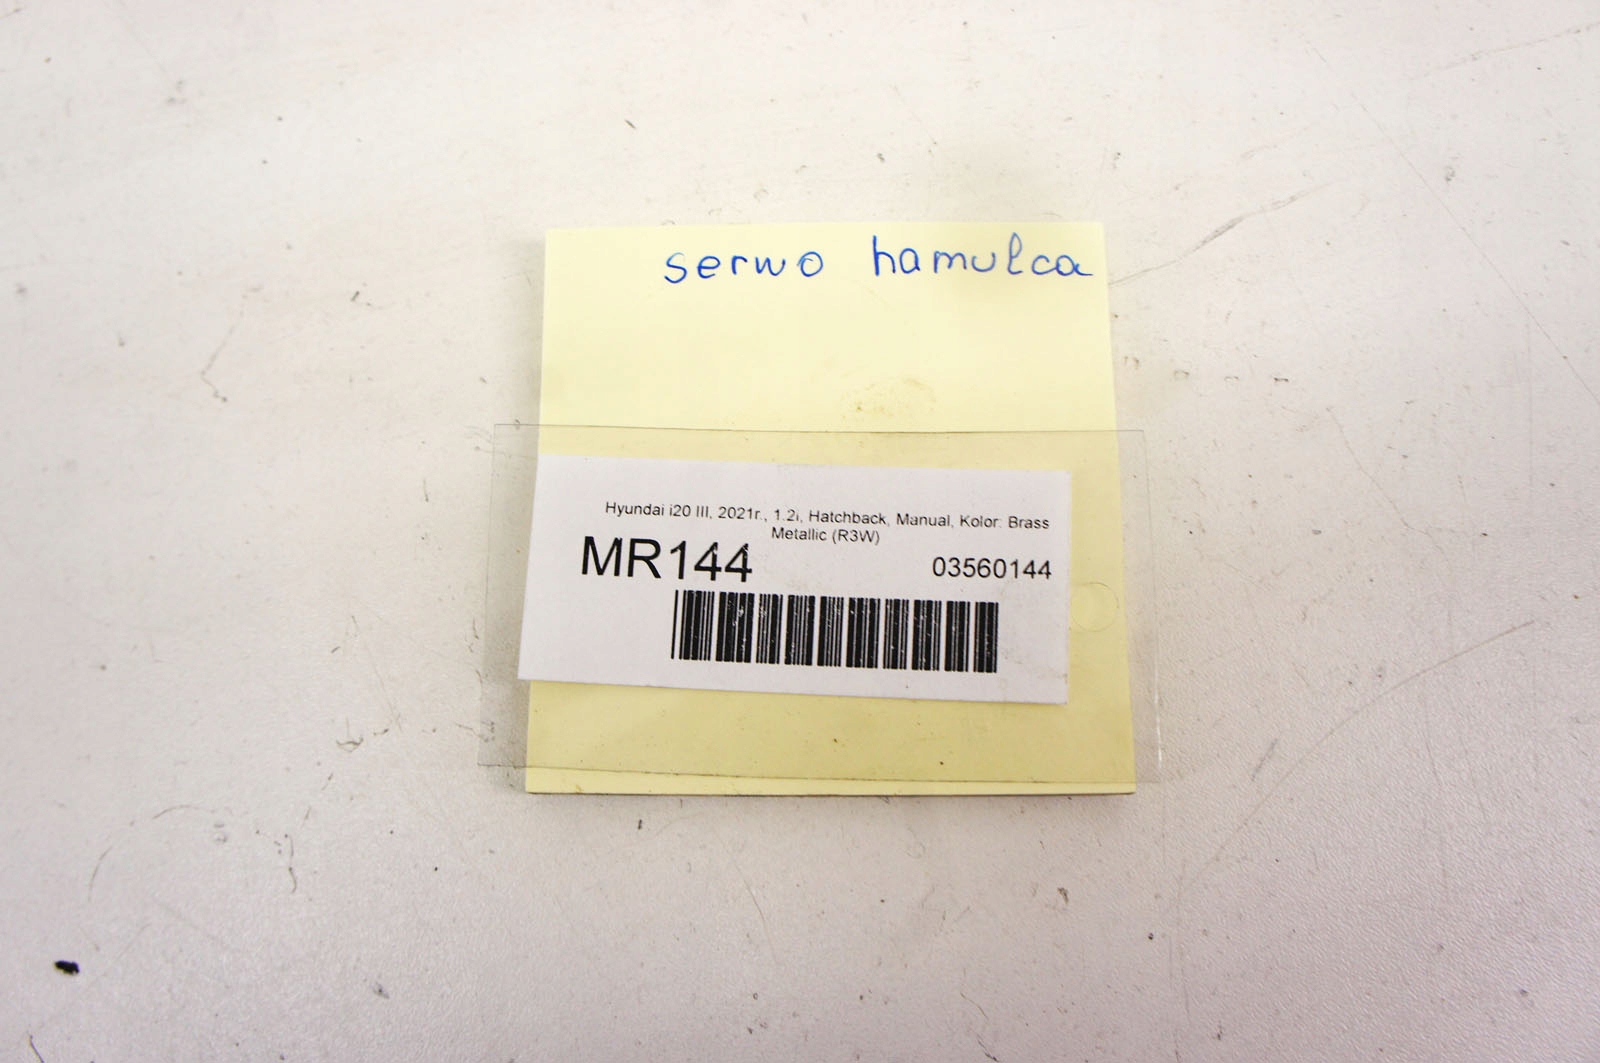 serwo hamulca
Hyundai i20 III, 2021r., 1.2i, Hatchback, Manual, Kolor: Brass
Metallic (R3W)
MR144 03560144